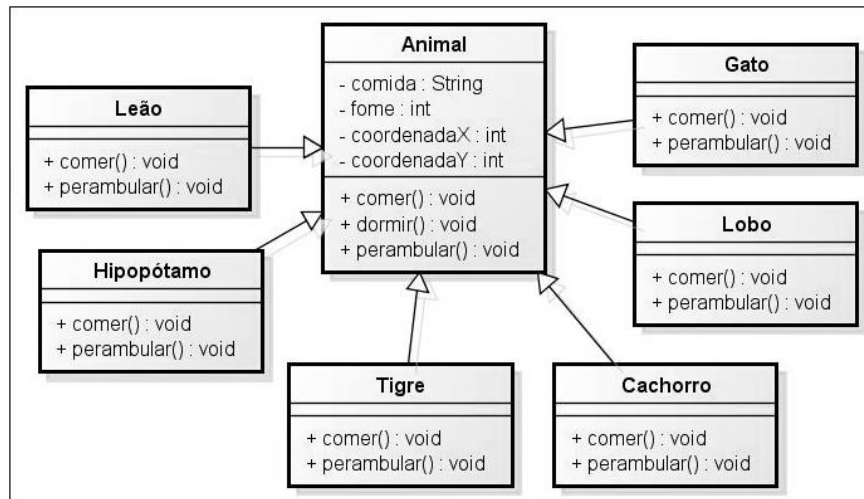 Animal
- comida : String
- fome : int
- coordenadaX : int
- coordenadaY : int
+ comer() : void
+ dormir() : void
+ perambular() : void
Leão
+ comer() : void
+ perambular() : void
Gato
+ comer() : void
+ perambular() : void
Hipopótamo
+ comer() : void
+ perambular() : void
Lobo
+ comer() : void
+ perambular() : void
Tigre
+ comer() : void
+ perambular() : void
Cachorro
+ comer() : void
+ perambular() : void